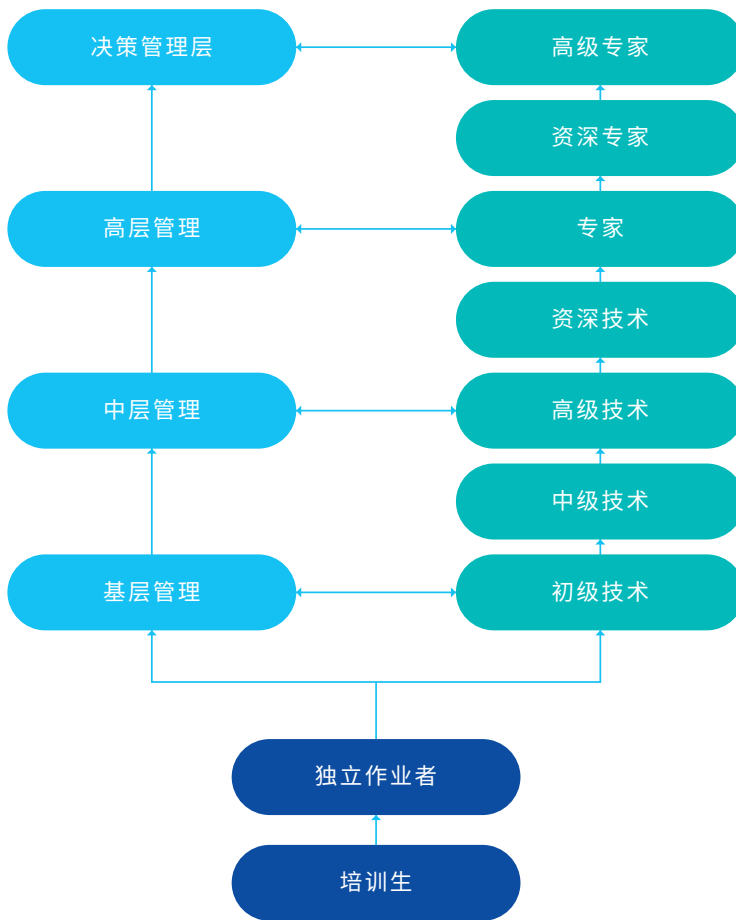 决策管理层
高级专家
资深专家
高层管理
专家
资深技术
中层管理
高级技术
中级技术
基层管理
初级技术
独立作业者
培训生